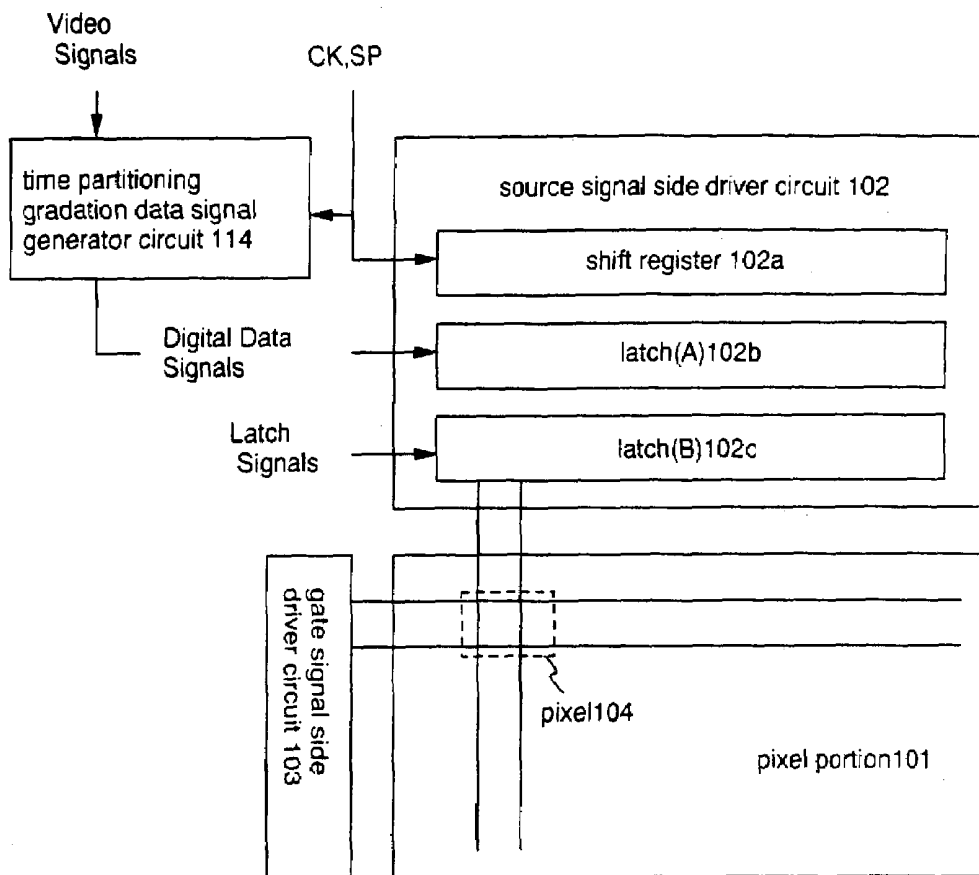 Video
Signals
CK,SP
time partitioning
gradation data signal
generator circuit 114
source signal side driver circuit 102
shift register 102a
Digital Data
Signals
latch(A)102b
Latch
Signals
latch(B)102c
gate signal side
driver circuit 103
pixel104
pixel portion101